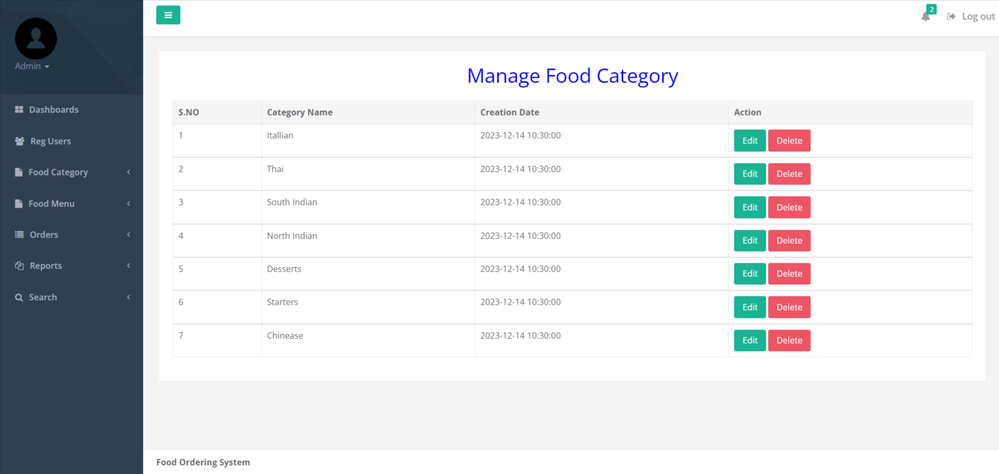 2
Log out
Admin
Dashboards
Reg Users
Food Category
Food Menu
Orders
Reports
Search
Manage Food Category
S.NO Category Name Creation Date Action
1 Itallian 2023-12-14 10:30:00 Edit Delete
2 Thai 2023-12-14 10:30:00 Edit Delete
3 South Indian 2023-12-14 10:30:00 Edit Delete
4 North Indian 2023-12-14 10:30:00 Edit Delete
5 Desserts 2023-12-14 10:30:00 Edit Delete
6 Starters 2023-12-14 10:30:00 Edit Delete
7 Chinease 2023-12-14 10:30:00 Edit Delete
Food Ordering System